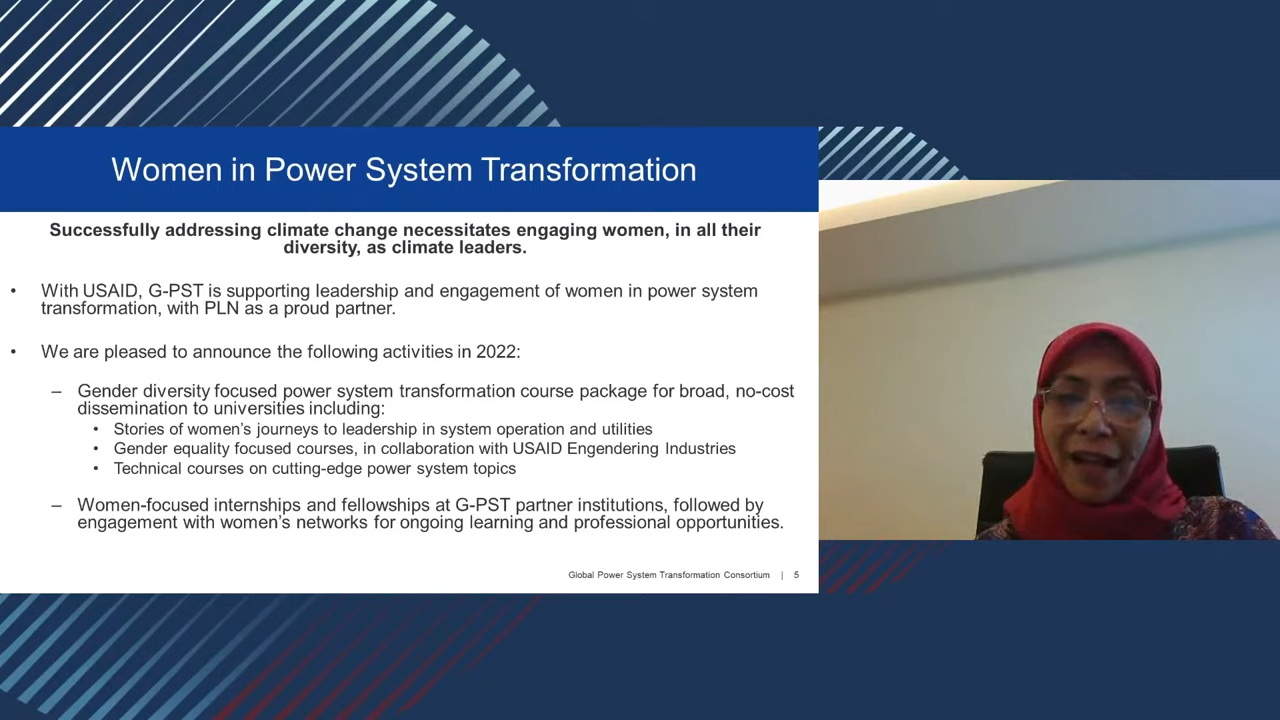 Women in Power System Transformation
Successfully addressing climate change necessitates engaging women, in all their
diversity, as climate leaders.
• With USAID, G-PST is supporting leadership and engagement of women in power system
transformation, with PLN as a proud partner.
• We are pleased to announce the following activities in 2022:
– Gender diversity focused power system transformation course package for broad, no-cost
dissemination to universities including:
• Stories of women’s journeys to leadership in system operation and utilities
• Gender equality focused courses, in collaboration with USAID Engendering Industries
• Technical courses on cutting-edge power system topics
– Women-focused internships and fellowships at G-PST partner institutions, followed by
engagement with women’s networks for ongoing learning and professional opportunities.
Global Power System Transformation Consortium | 5